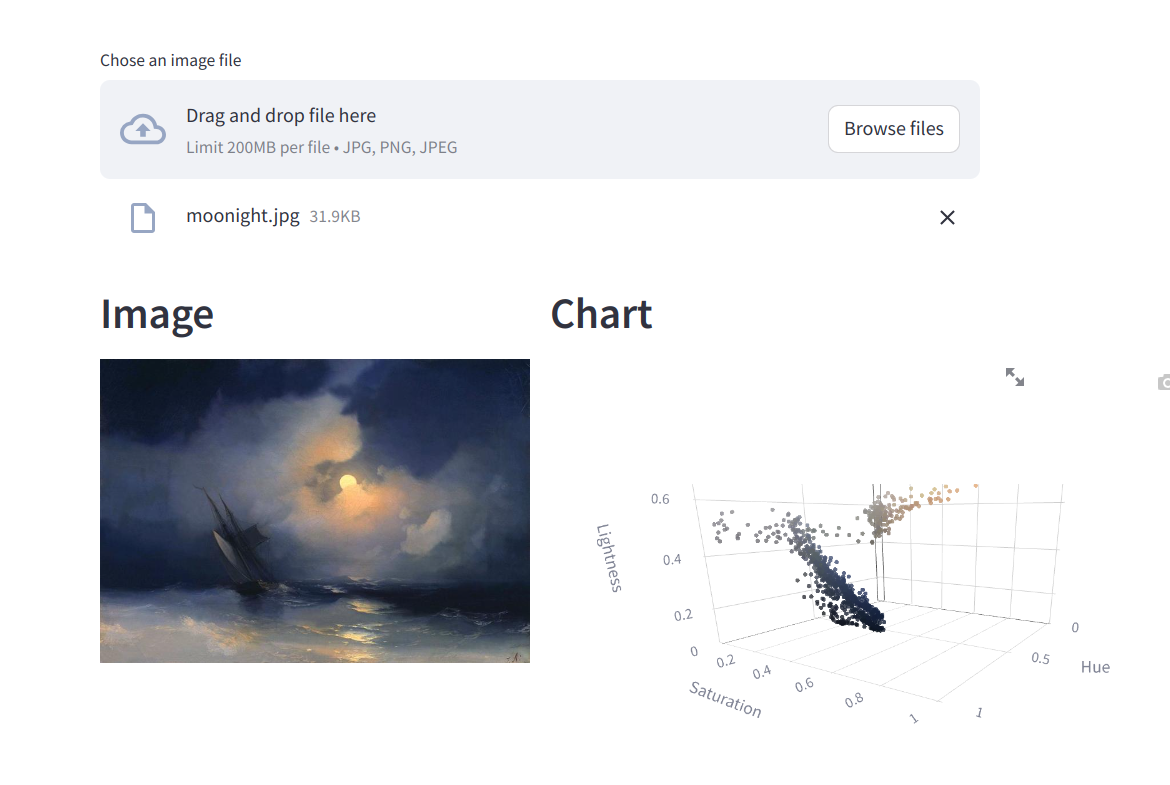 Chose an image file
Drag and drop file here
Limit 200MB per file • JPG, PNG, JPEG
Browse files
moonight.jpg 31.9KB
Image
Chart
0.6
0.4
0.2
0
Lightness
0.2
0.4
0.6
0.8
1
Saturation
0
0.5
1
Hue